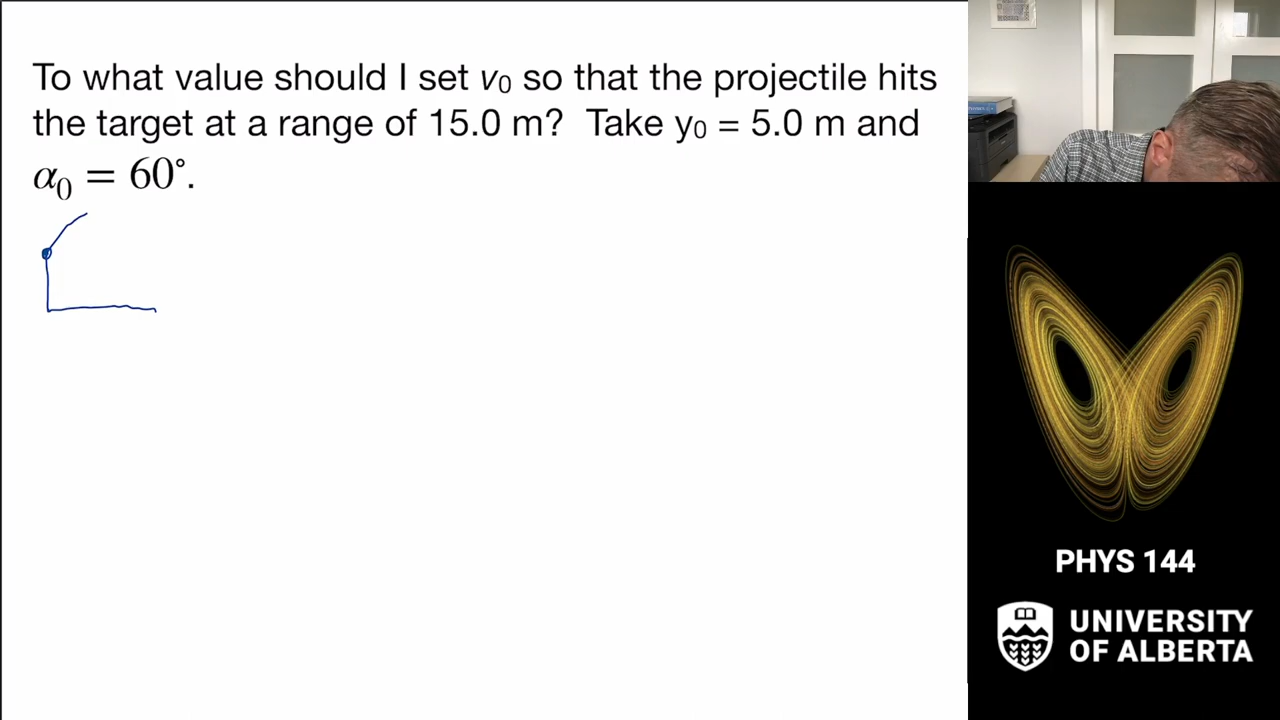 To what value should I set v₀ so that the projectile hits
the target at a range of 15.0 m?  Take y₀ = 5.0 m and
α₀ = 60°.
PHYS 144
UNIVERSITY
OF ALBERTA